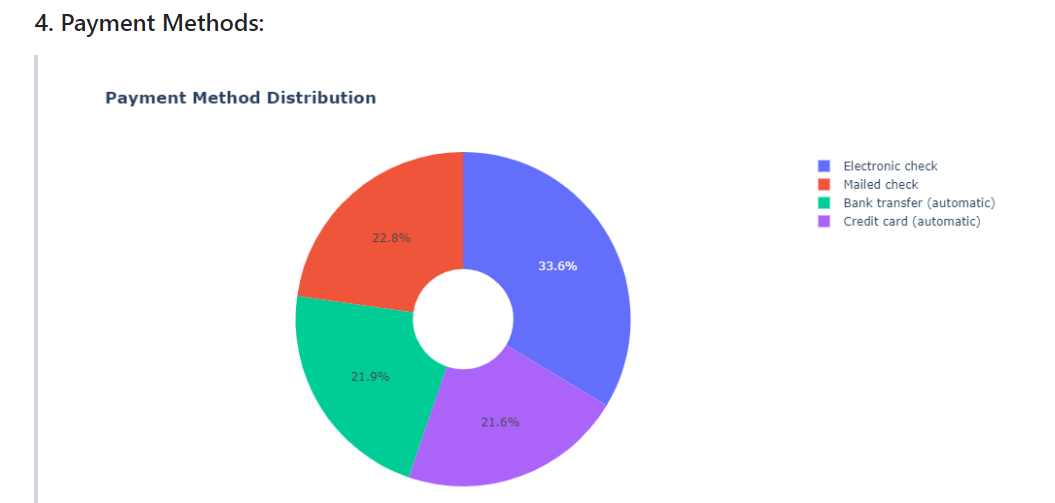 4. Payment Methods:
Payment Method Distribution
Electronic check
Mailed check
Bank transfer (automatic)
Credit card (automatic)
22.8%
33.6%
21.9%
21.6%